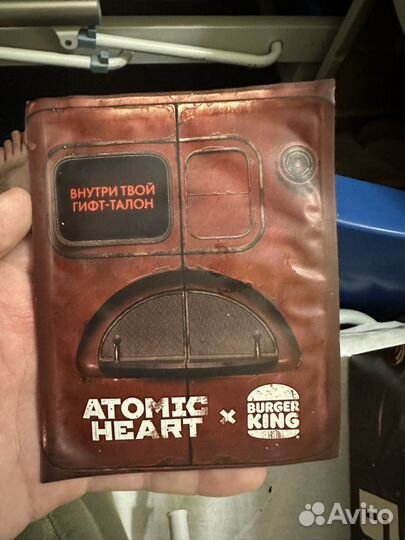 ВНУТРИ ТВОЙ
ГИФТ-ТАЛОН
ATOMIC
HEART
×
BURGER
KING
®
Avito